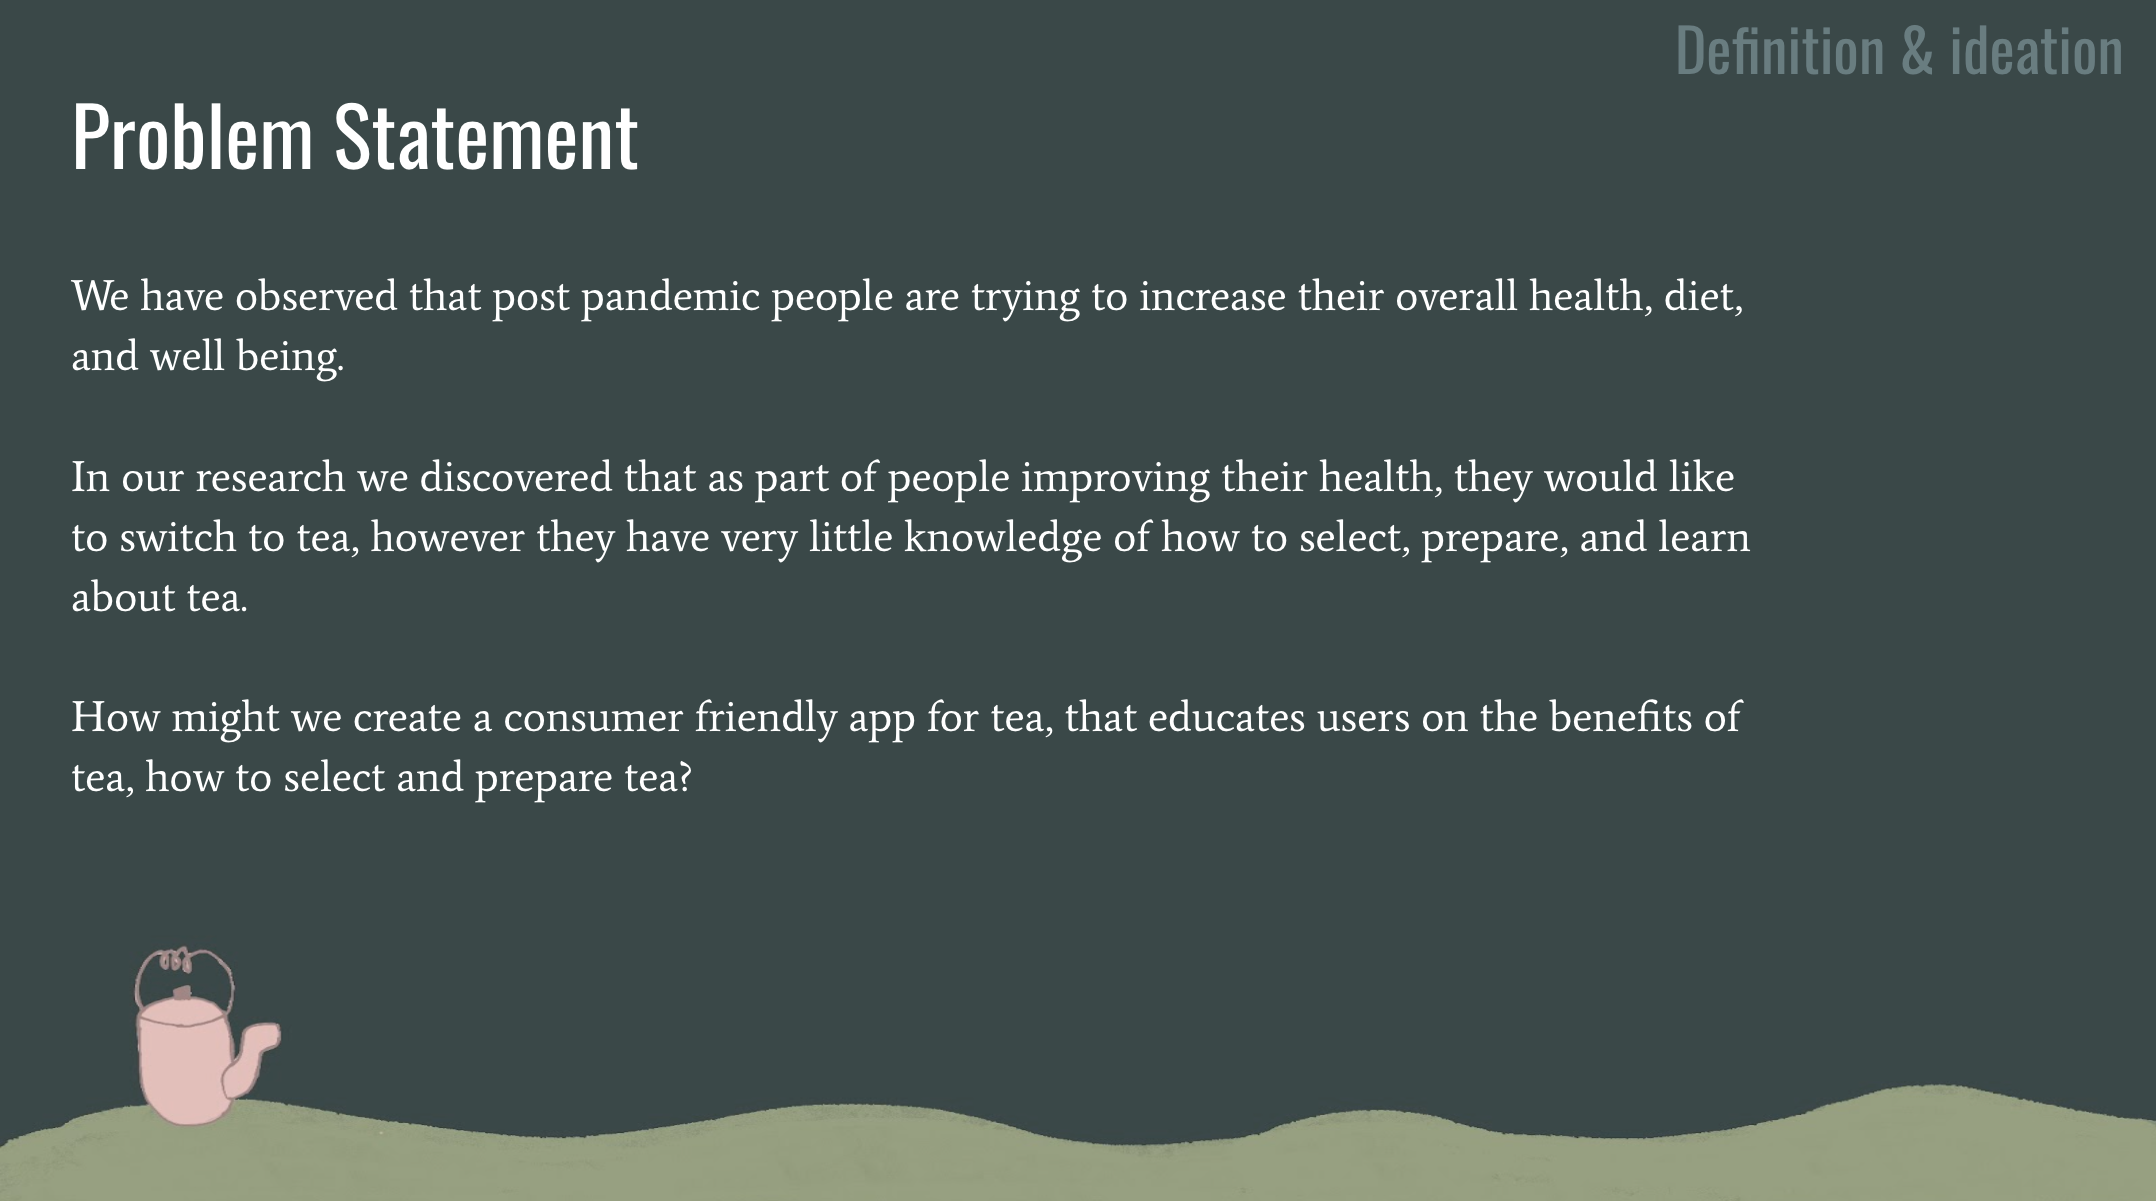 Definition & ideation
Problem Statement
We have observed that post pandemic people are trying to increase their overall health, diet,
and well being.
In our research we discovered that as part of people improving their health, they would like
to switch to tea, however they have very little knowledge of how to select, prepare, and learn
about tea.
How might we create a consumer friendly app for tea, that educates users on the benefits of
tea, how to select and prepare tea?